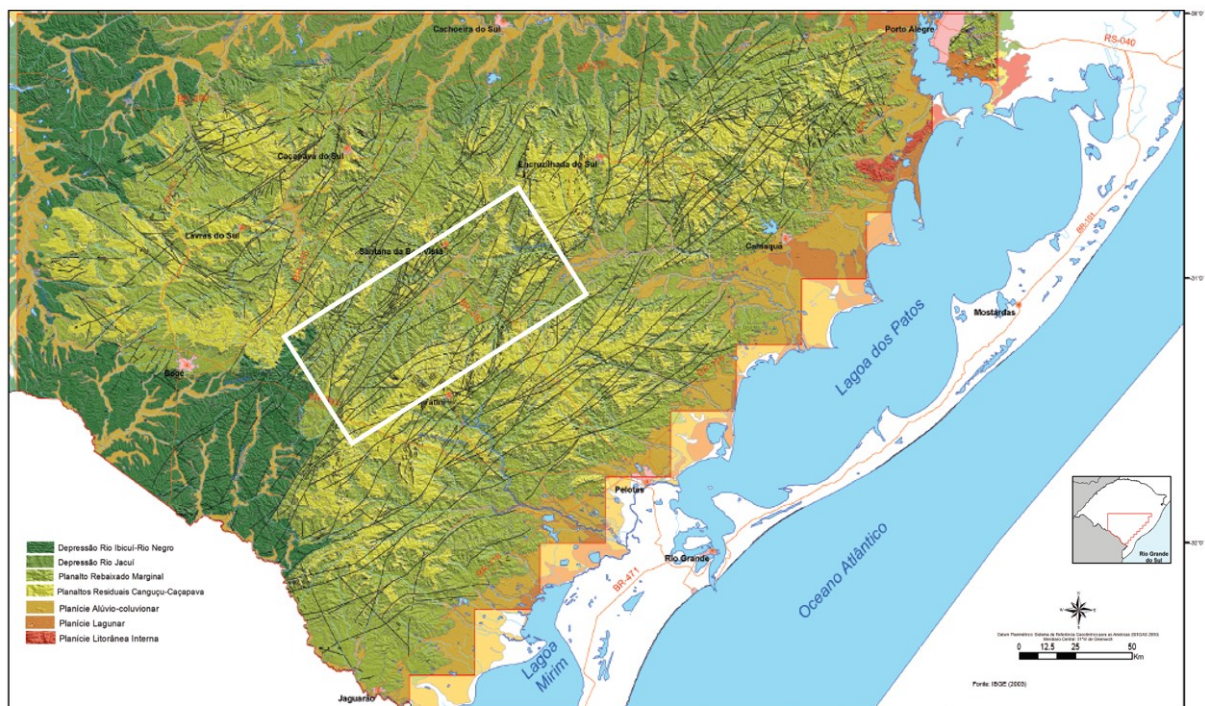 Cachoeira do Sul
Porto Alegre
RS-040
Caçapava do Sul
Encruzilhada do Sul
Lavras do Sul
Santana da Boa Vista
Camaquã
BR-101
Mostardas
Lagoa dos Patos
Bagé
Pelotas
Rio Grande
BR-471
Oceano Atlântico
Lagoa
Mirim
Jaguarão
Depressão Rio Ibicuí-Rio Negro
Depressão Rio Jacuí
Planalto Rebaixado Marginal
Planaltos Residuais Canguçu-Caçapava
Planície Alúvio-coluvionar
Planície Lagunar
Planície Litorânea Interna
Rio Grande
do Sul
0 12.5 25 50
Km
Fonte: IBGE (2003)